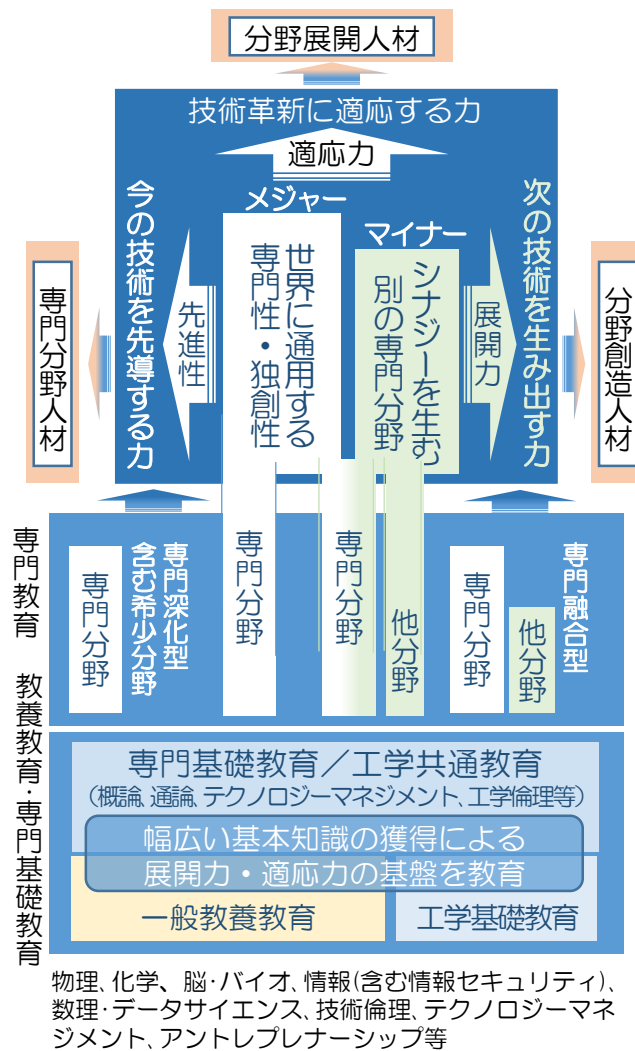 分野展開人材
技術革新に適応する力
適応力
メジャー
マイナー
今の技術を先導する力
先進性
世界に通用する
専門性・独創性
シナジーを生む
別の専門分野
展開力
次の技術を生み出す力
専門分野人材
分野創造人材
専門教育
専門分野
専門深化型
含む希少分野
専門分野
専門分野
他分野
専門分野
他分野
専門融合型
教養教育・専門基礎教育
専門基礎教育／工学共通教育
（概論、通論、テクノロジーマネジメント、工学倫理等）
幅広い基本知識の獲得による
展開力・適応力の基盤を教育
一般教養教育
工学基礎教育
物理、化学、脳・バイオ、情報(含む情報セキュリティ)、
数理・データサイエンス、技術倫理、テクノロジーマネ
ジメント、アントレプレナーシップ等